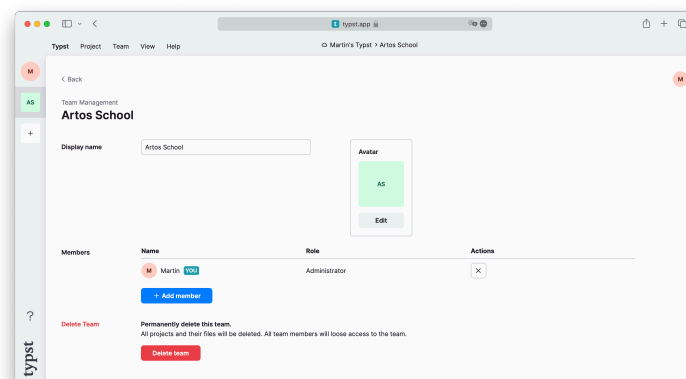 typst.app
Typst Project Team View Help
Martin's Typst > Artos School
M
AS
+
< Back
M
Team Management
Artos School
Display name
Artos School
Avatar
AS
Edit
Members
Name Role Actions
M Martin YOU Administrator ×
+ Add member
Delete Team
Permanently delete this team.
All projects and their files will be deleted. All team members will loose access to the team.
Delete team
?
typst